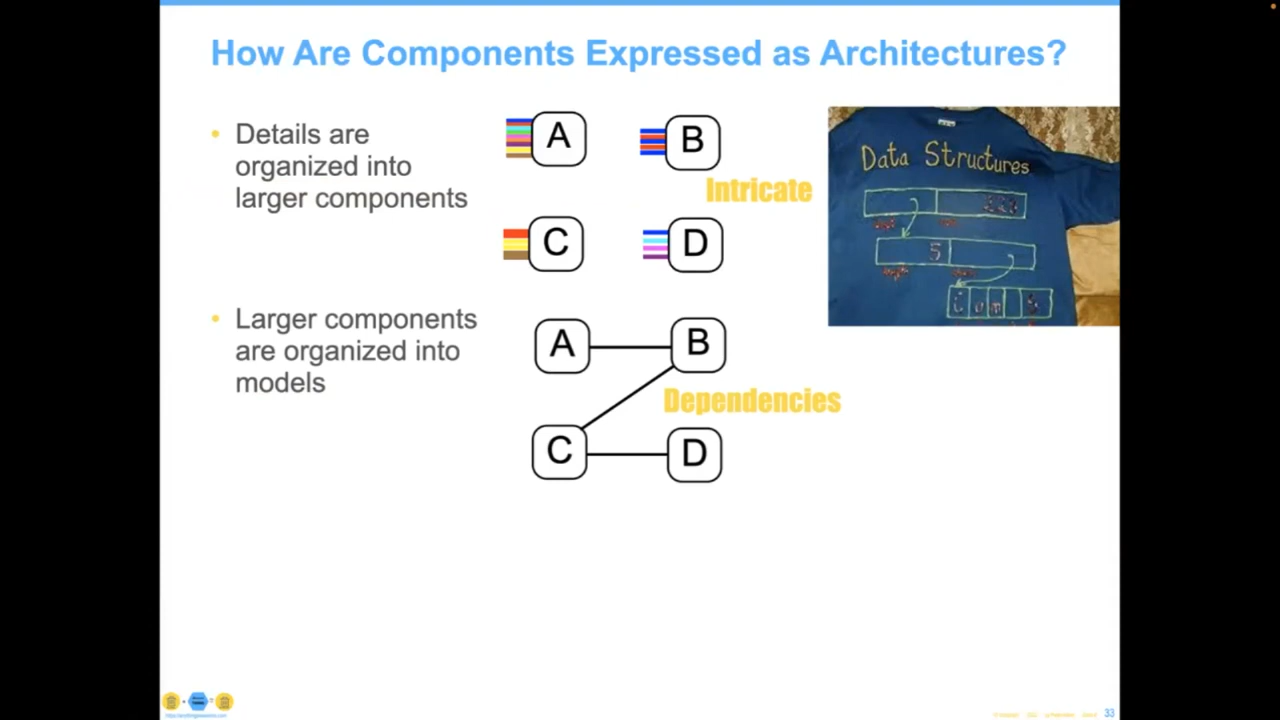 How Are Components Expressed as Architectures?
Details are
organized into
larger components
A
B
Intricate
C
D
Data Structures
5
Larger components
are organized into
models
A
B
Dependencies
C
D
33